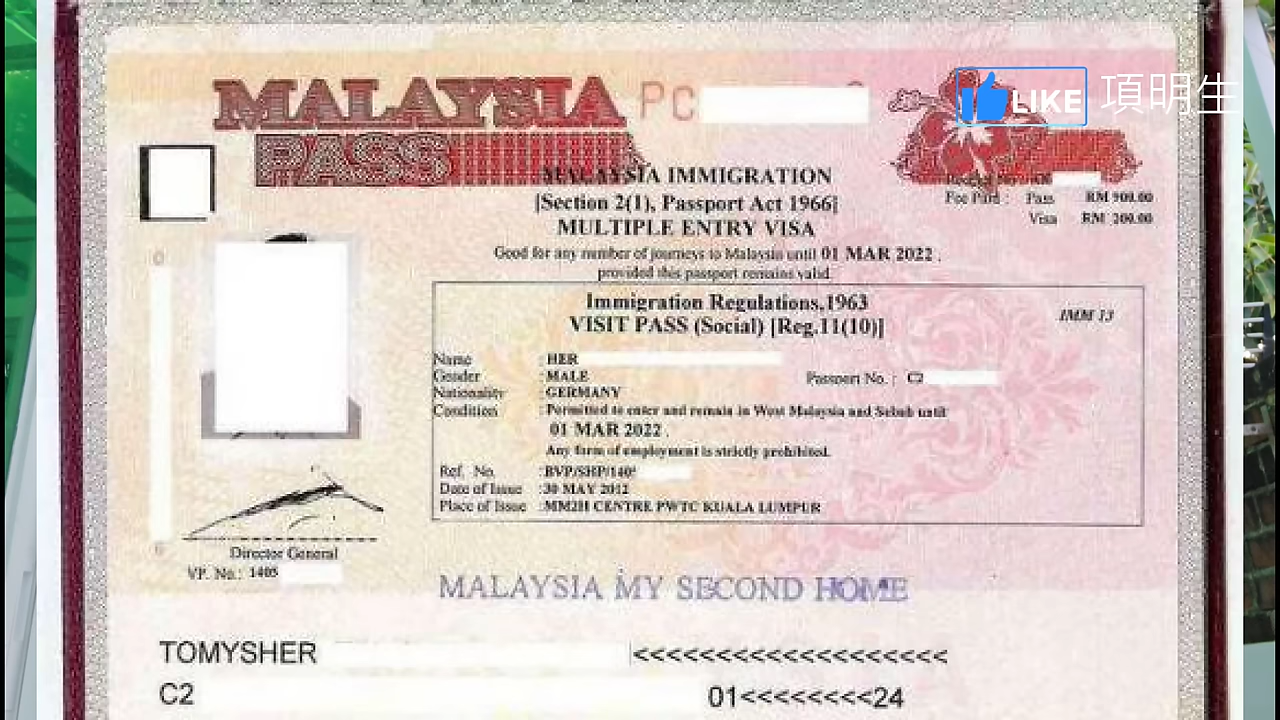 MALAYSIA PC
LIKE 項明生
PASS
MALAYSIA IMMIGRATION
[Section 2(1), Passport Act 1966]
MULTIPLE ENTRY VISA
Fee Paid : Pass RM 900.00
Visa RM 200.00
Good for any number of journeys to Malaysia until 01 MAR 2022 .
provided this passport remains valid.
Immigration Regulations,1963
VISIT PASS (Social) [Reg.11(10)]
IMM 13
Name : HER
Gender : MALE
Passport No. : C2
Nationality : GERMANY
Condition : Permitted to enter and remain in West Malaysia and Sabah until
01 MAR 2022 .
Any form of employment is strictly prohibited.
Ref. No. : BVP/SHP/140
Date of Issue : 30 MAY 2012
Place of Issue : MM2H CENTRE PWTC KUALA LUMPUR
Director General
VP. No.: 1405
MALAYSIA MY SECOND HOME
TOMYSHER <<<<<<<<<<<<<<<<<<<
C2 01<<<<<<<<24